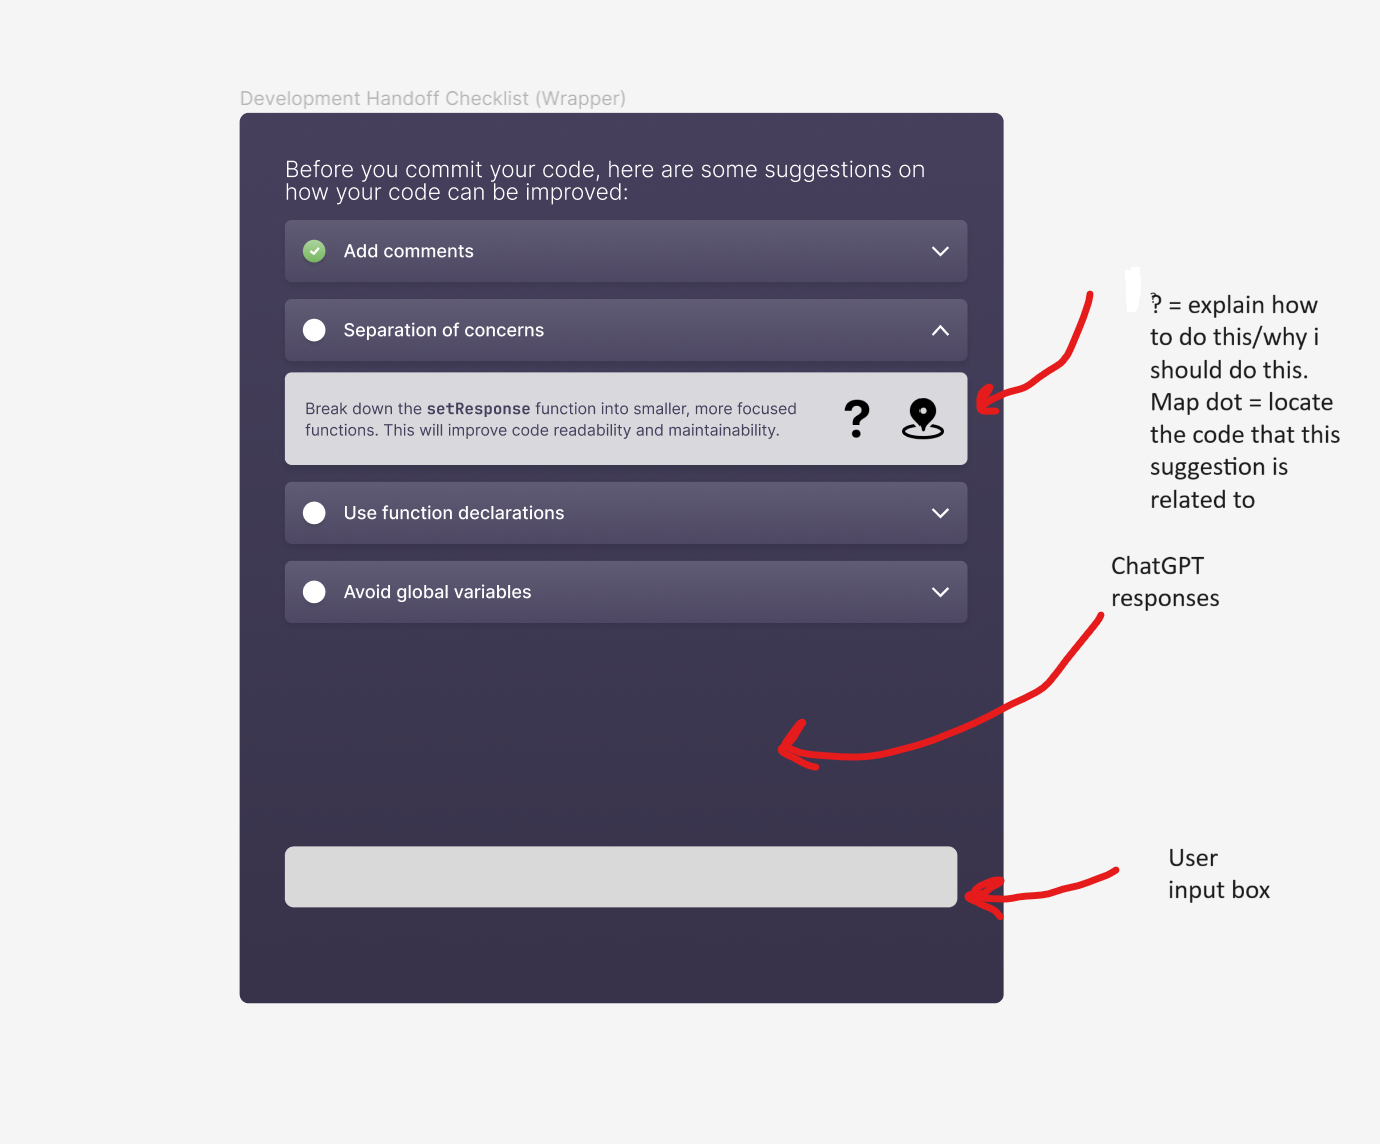 Development Handoff Checklist (Wrapper)
Before you commit your code, here are some suggestions on
how your code can be improved:
Add comments
Separation of concerns
Break down the setResponse function into smaller, more focused
functions. This will improve code readability and maintainability.
?
Use function declarations
Avoid global variables
? = explain how
to do this/why i
should do this.
Map dot = locate
the code that this
suggestion is
related to
ChatGPT
responses
User
input box